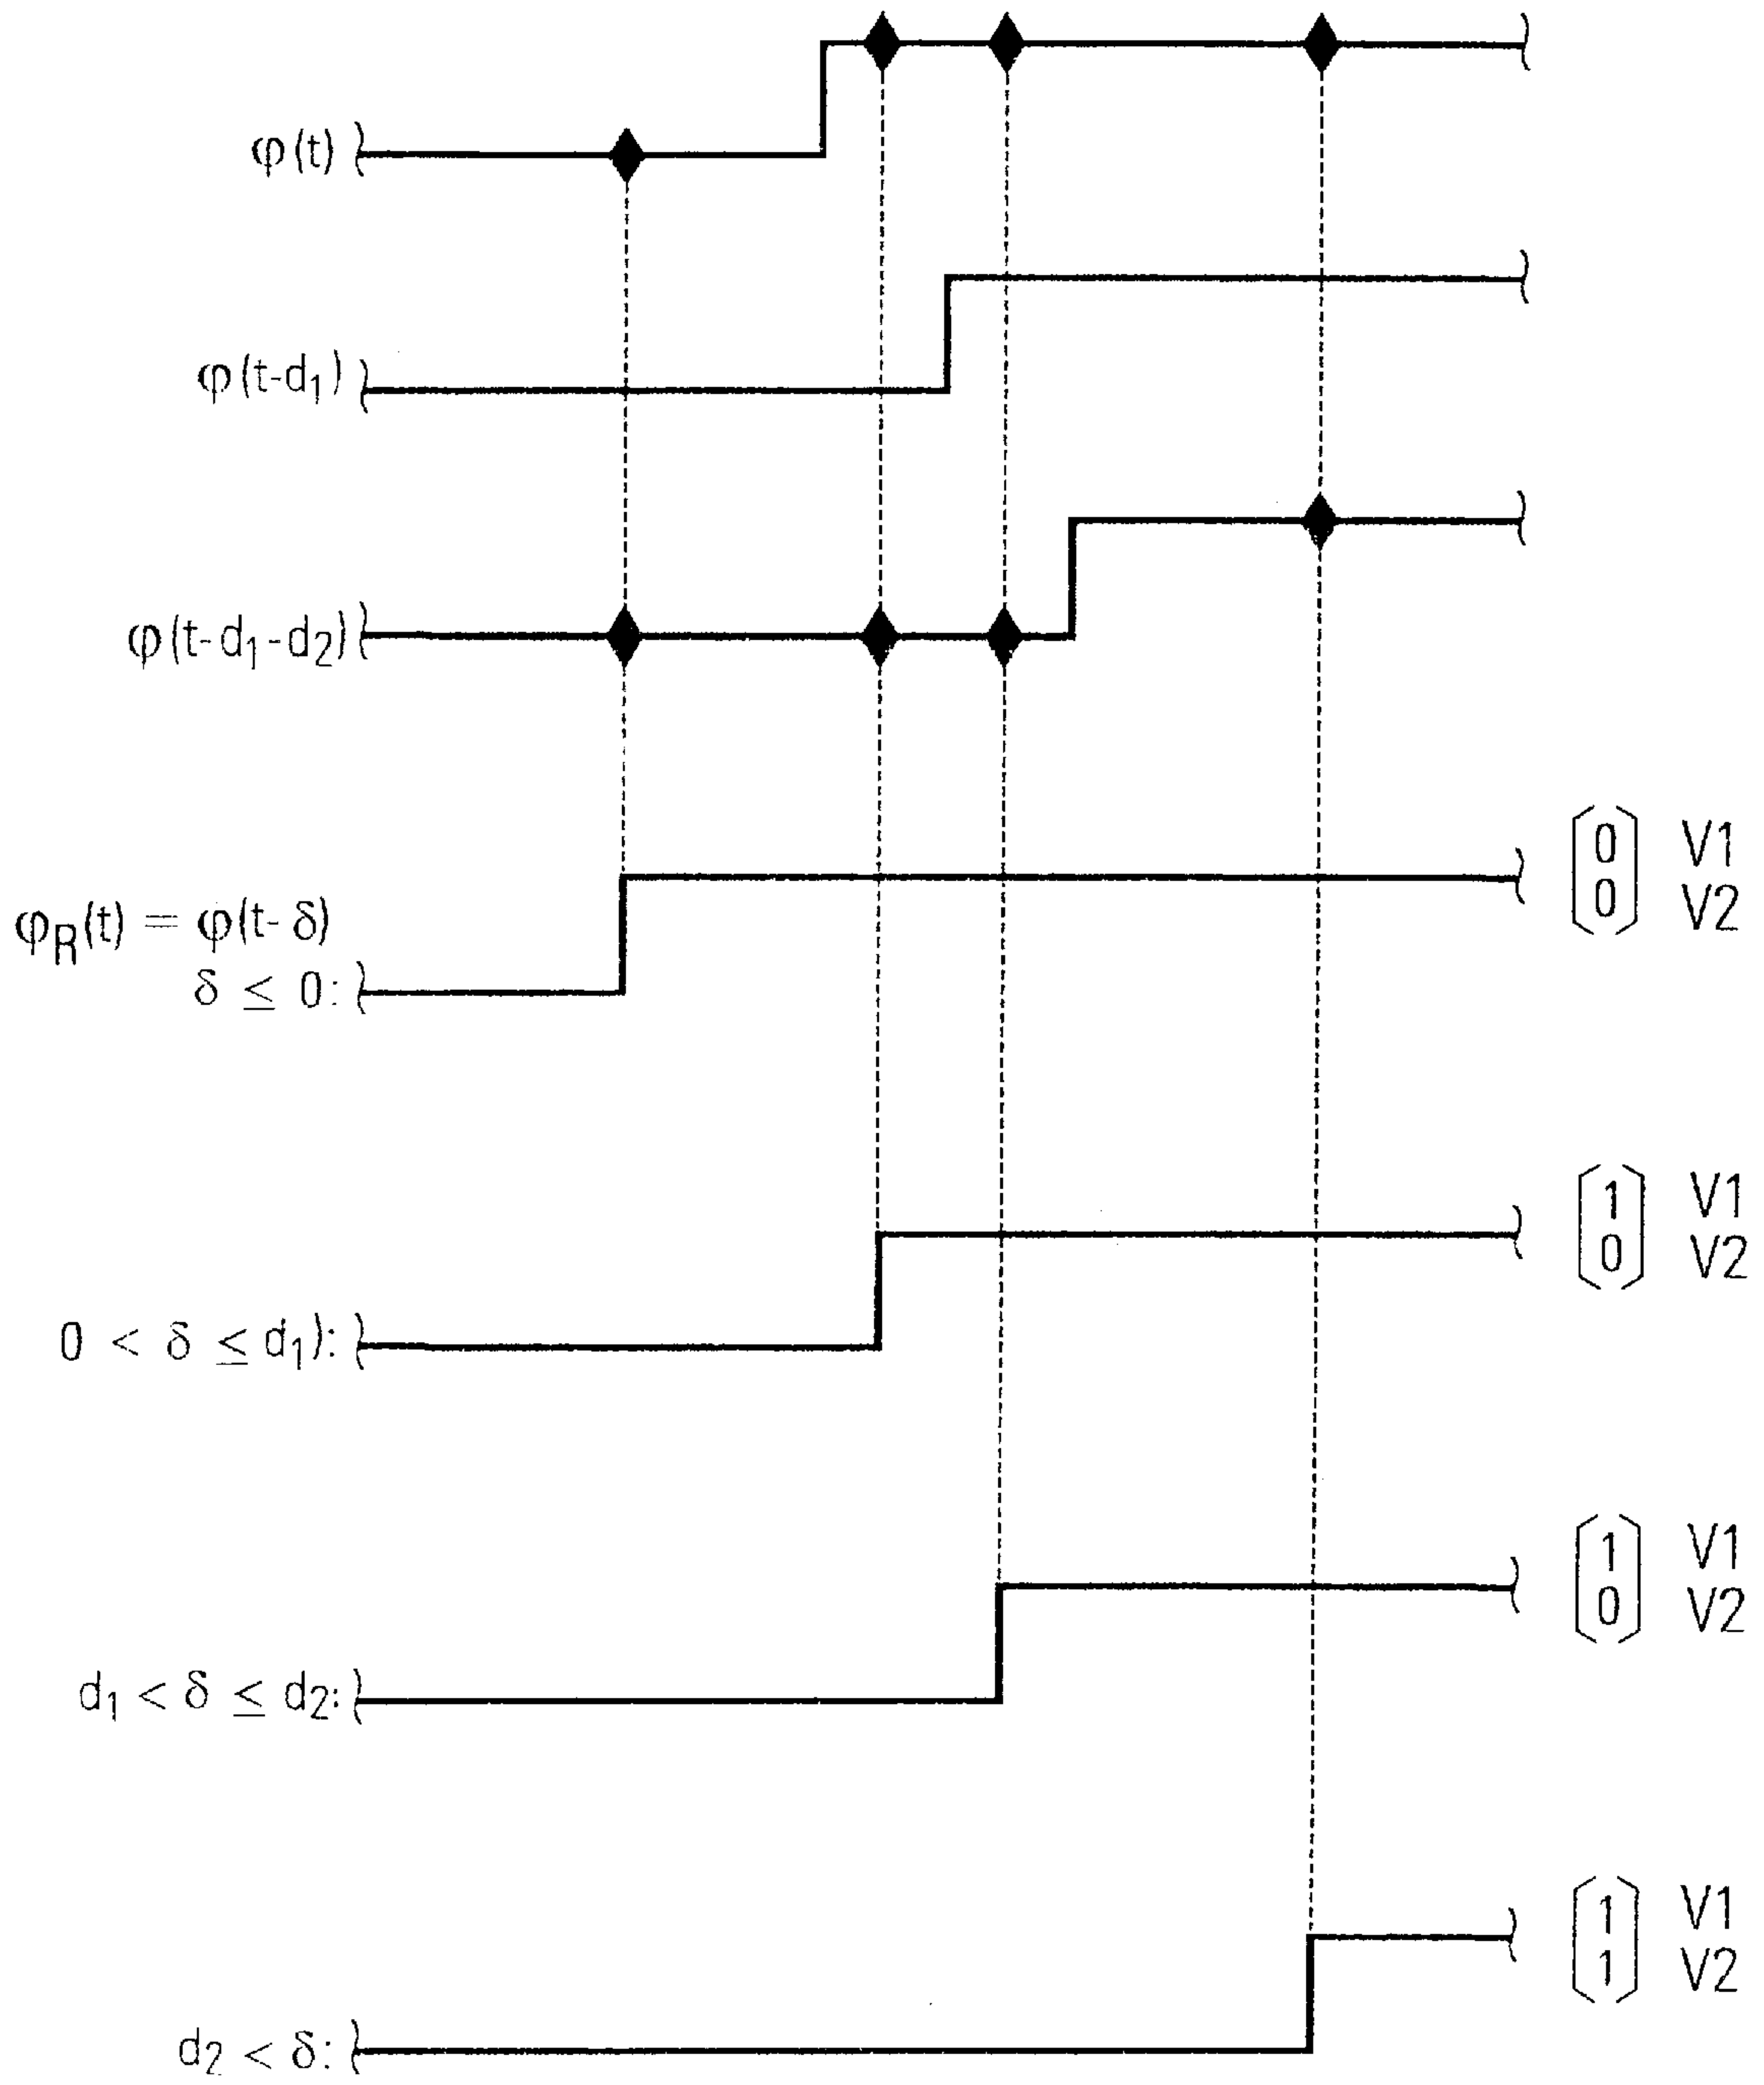 φ(t)
φ(t-d₁)
φ(t-d₁-d₂)
φR(t) = φ(t- δ)
δ ≤ 0:
0 V1
0 V2
0 < δ ≤ d₁):
1 V1
0 V2
d₁ < δ ≤ d₂:
1 V1
0 V2
d₂ < δ:
1 V1
1 V2